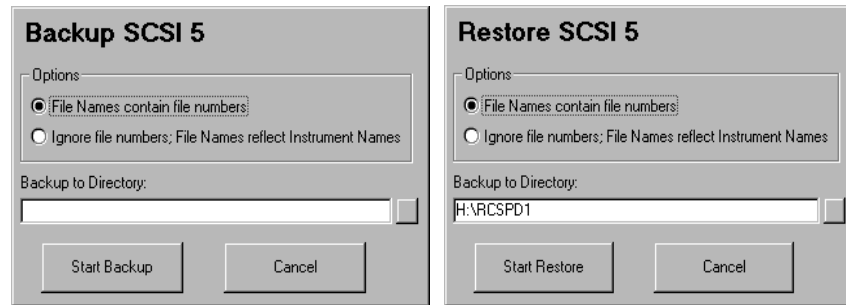 Backup SCSI 5
Options
File Names contain file numbers
Ignore file numbers; File Names reflect Instrument Names
Backup to Directory:
Start Backup
Cancel
Restore SCSI 5
Options
File Names contain file numbers
Ignore file numbers; File Names reflect Instrument Names
Backup to Directory:
H:\RCSPD1
Start Restore
Cancel